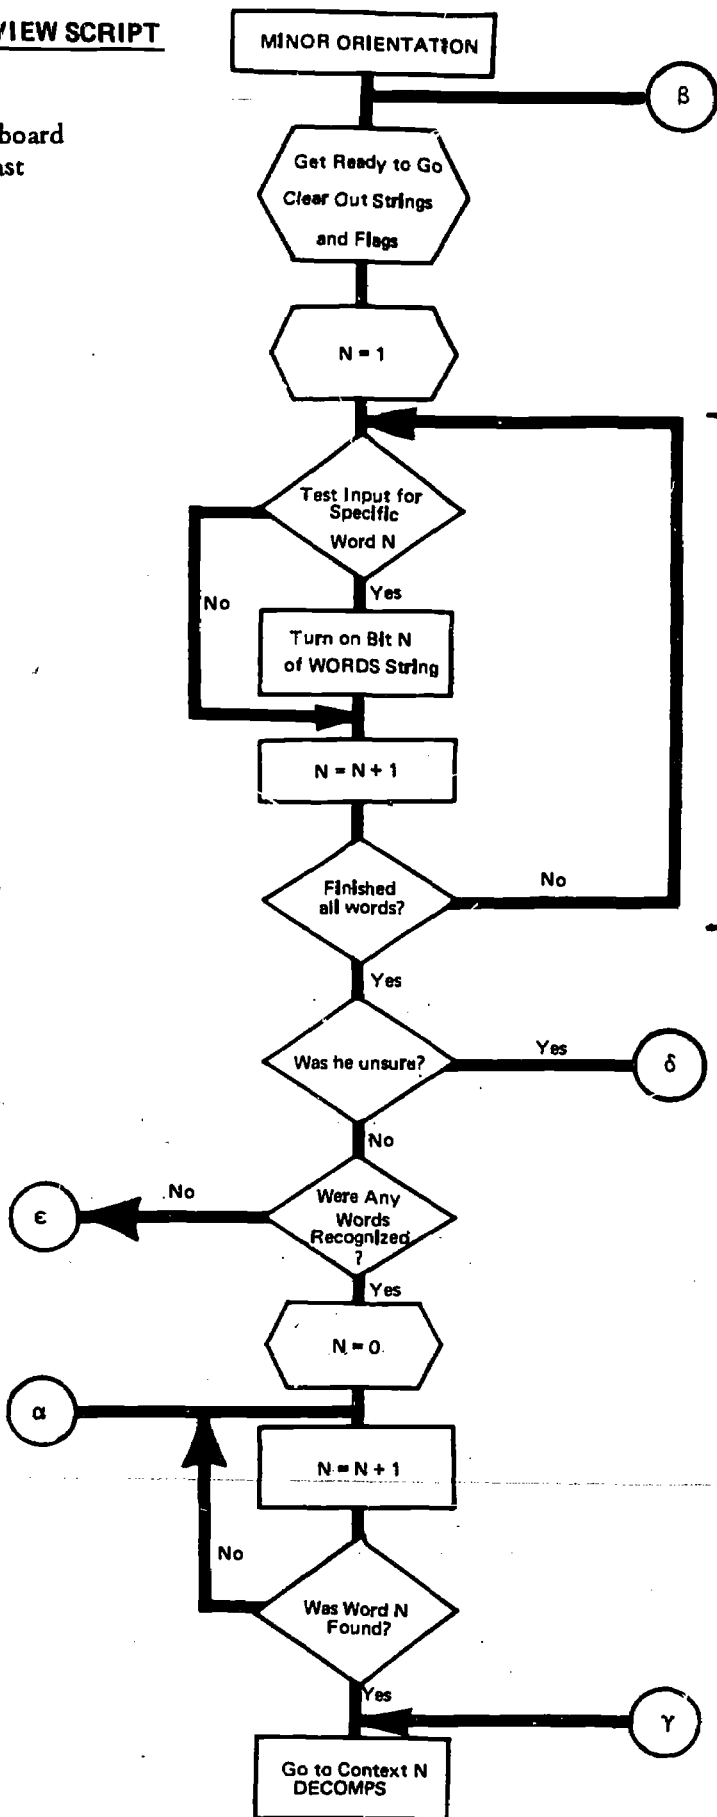 VIEW SCRIPT
board
ast
MINOR ORIENTATION
β
Get Ready to Go
Clear Out Strings
and Flags
N = 1
Test Input for
Specific
Word N
No
Yes
Turn on Bit N
of WORDS String
N = N + 1
Finished
all words?
No
Yes
Was he unsure?
Yes
δ
No
Were Any
Words
Recognized
?
No
ε
Yes
N = 0
α
N = N + 1
No
Was Word N
Found?
Yes
γ
Go to Context N
DECOMPS